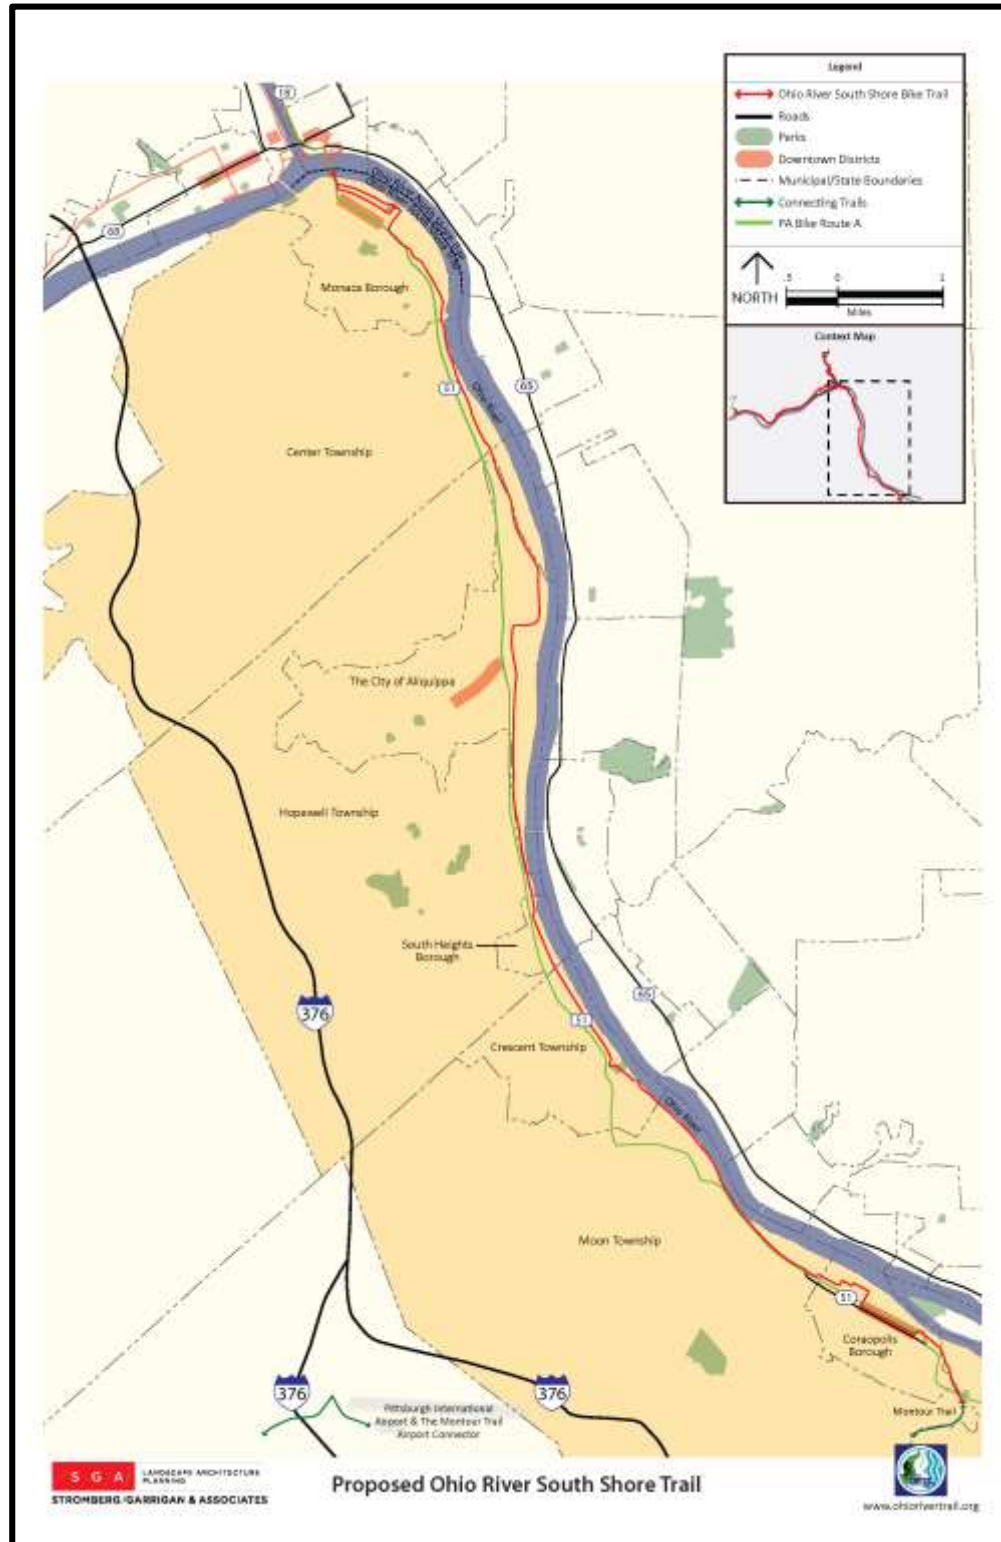 Legend
Ohio River South Shore Bike Trail
Roads
Parks
Downtown Districts
Municipal/State Boundaries
Connecting Trails
PA Bike Route A
NORTH
.5 0 1
Miles
Context Map
18
68
Monaca Borough
51
65
Ohio River
Center Township
The City of Aliquippa
Hopewell Township
South Heights
Borough
65
376
51
Crescent Township
Ohio River
Moon Township
51
Coraopolis
Borough
376
376
Montour Trail
Pittsburgh International
Airport & The Montour Trail
Airport Connector
SGA LANDSCAPE ARCHITECTURE
PLANNING
STROMBERG/GARRIGAN & ASSOCIATES
Proposed Ohio River South Shore Trail
www.ohiorivertrail.org